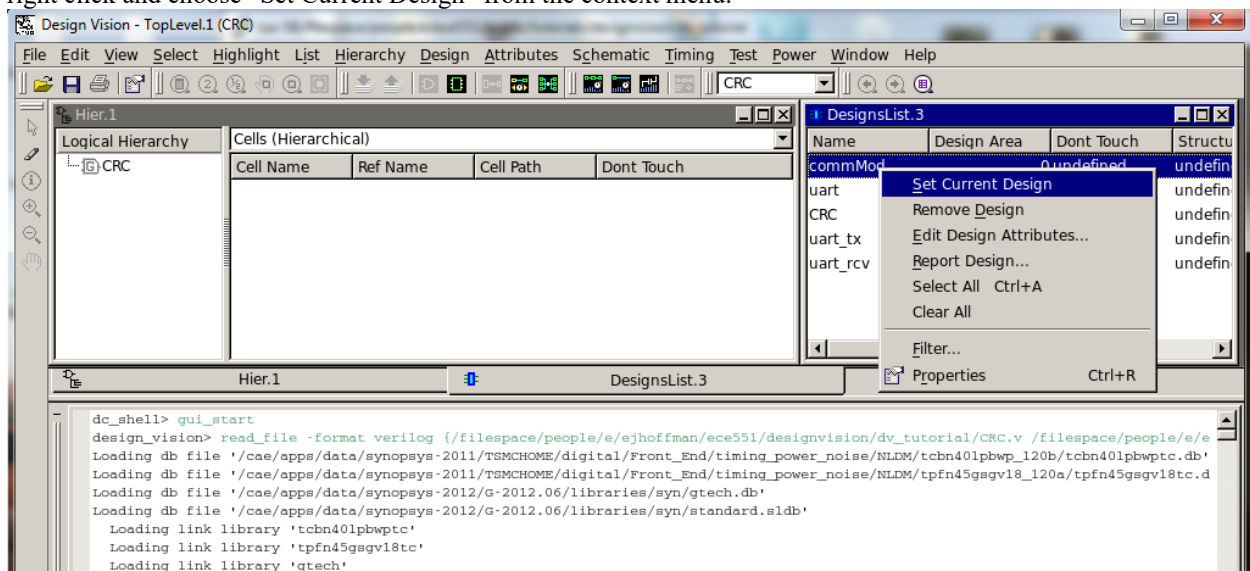 right click and choose "Set Current Design" from the context menu.
Design Vision - TopLevel.1 (CRC)
File Edit View Select Highlight List Hierarchy Design Attributes Schematic Timing Test Power Window Help
CRC
Hier.1
Logical Hierarchy
CRC
Cells (Hierarchical)
Cell Name Ref Name Cell Path Dont Touch
DesignsList.3
Name Design Area Dont Touch Structu
commMod 0 undefined undefin
uart undefin
CRC undefin
uart_tx undefin
uart_rcv undefin
Set Current Design
Remove Design
Edit Design Attributes...
Report Design...
Select All Ctrl+A
Clear All
Filter...
Properties Ctrl+R
Hier.1 DesignsList.3
dc_shell> gui_start
design_vision> read_file -format verilog {/filespace/people/e/ejhoffman/ece551/designvision/dv_tutorial/CRC.v /filespace/people/e/e
Loading db file '/cae/apps/data/synopsys-2011/TSMCHOME/digital/Front_End/timing_power_noise/NLDM/tcbn40lpbwp_120b/tcbn40lpbwptc.db'
Loading db file '/cae/apps/data/synopsys-2011/TSMCHOME/digital/Front_End/timing_power_noise/NLDM/tpfn45gsgv18_120a/tpfn45gsgv18tc.d
Loading db file '/cae/apps/data/synopsys-2012/G-2012.06/libraries/syn/gtech.db'
Loading db file '/cae/apps/data/synopsys-2012/G-2012.06/libraries/syn/standard.sldb'
Loading link library 'tcbn40lpbwptc'
Loading link library 'tpfn45gsgv18tc'
Loading link library 'gtech'